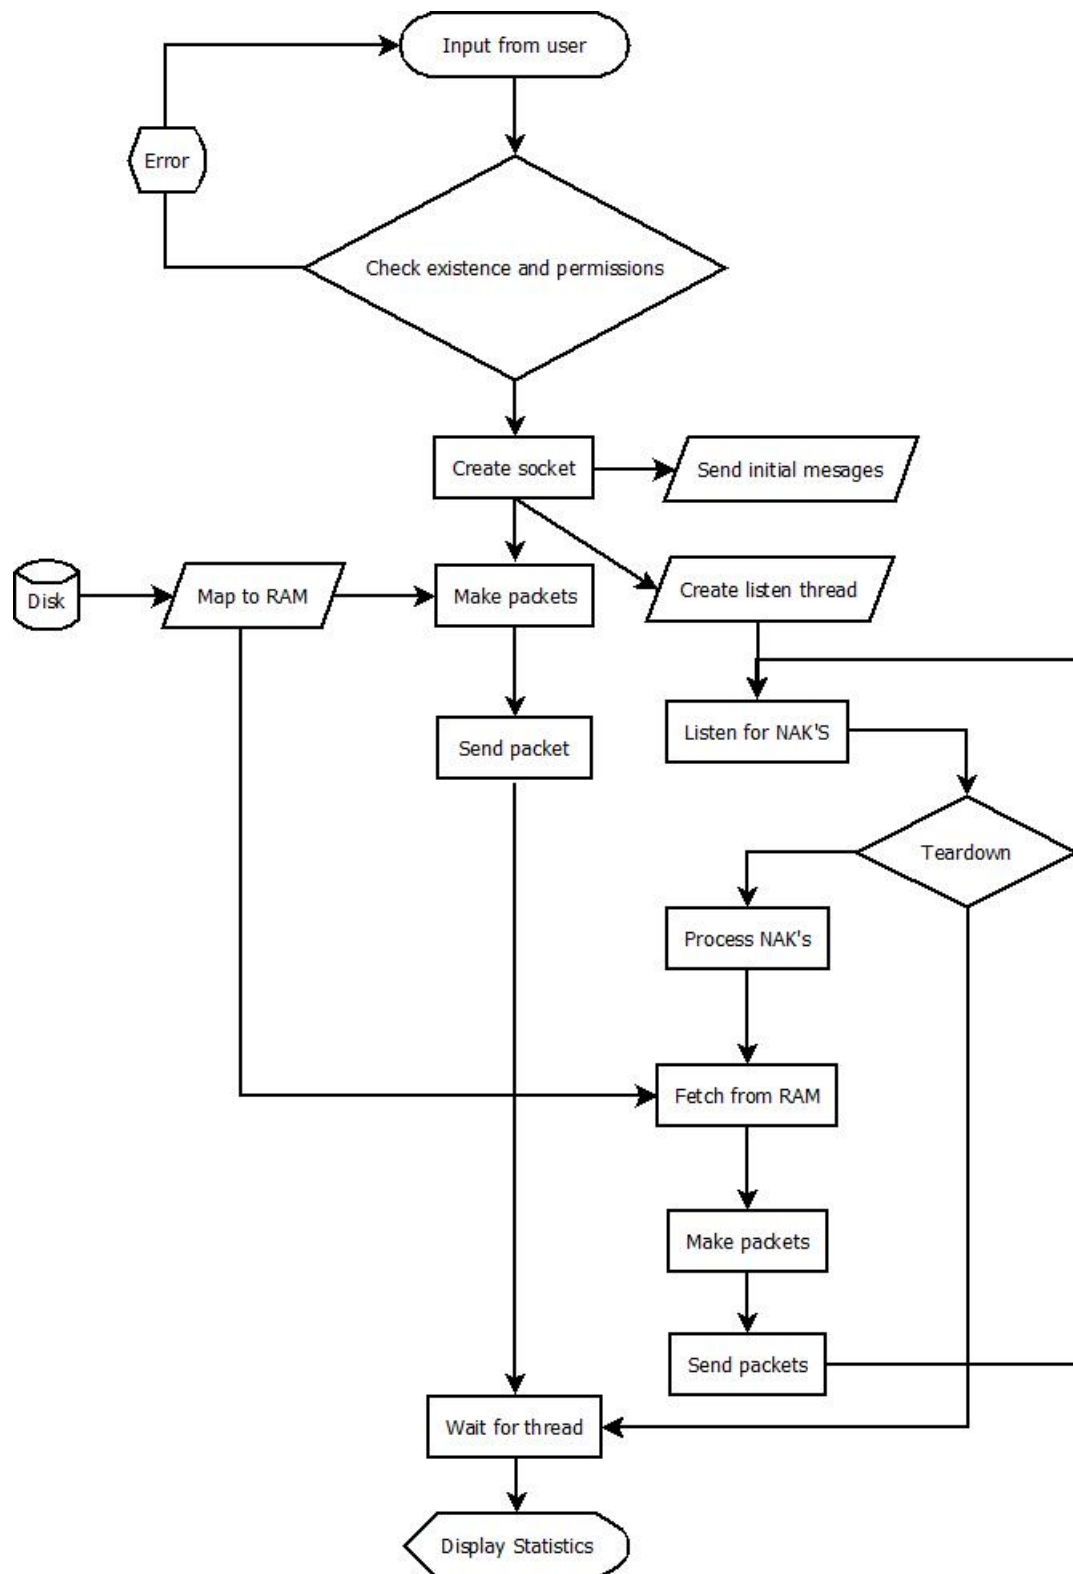 Input from user
Error
Check existence and permissions
Create socket
Send initial mesages
Disk
Map to RAM
Make packets
Create listen thread
Send packet
Listen for NAK'S
Teardown
Process NAK's
Fetch from RAM
Make packets
Send packets
Wait for thread
Display Statistics